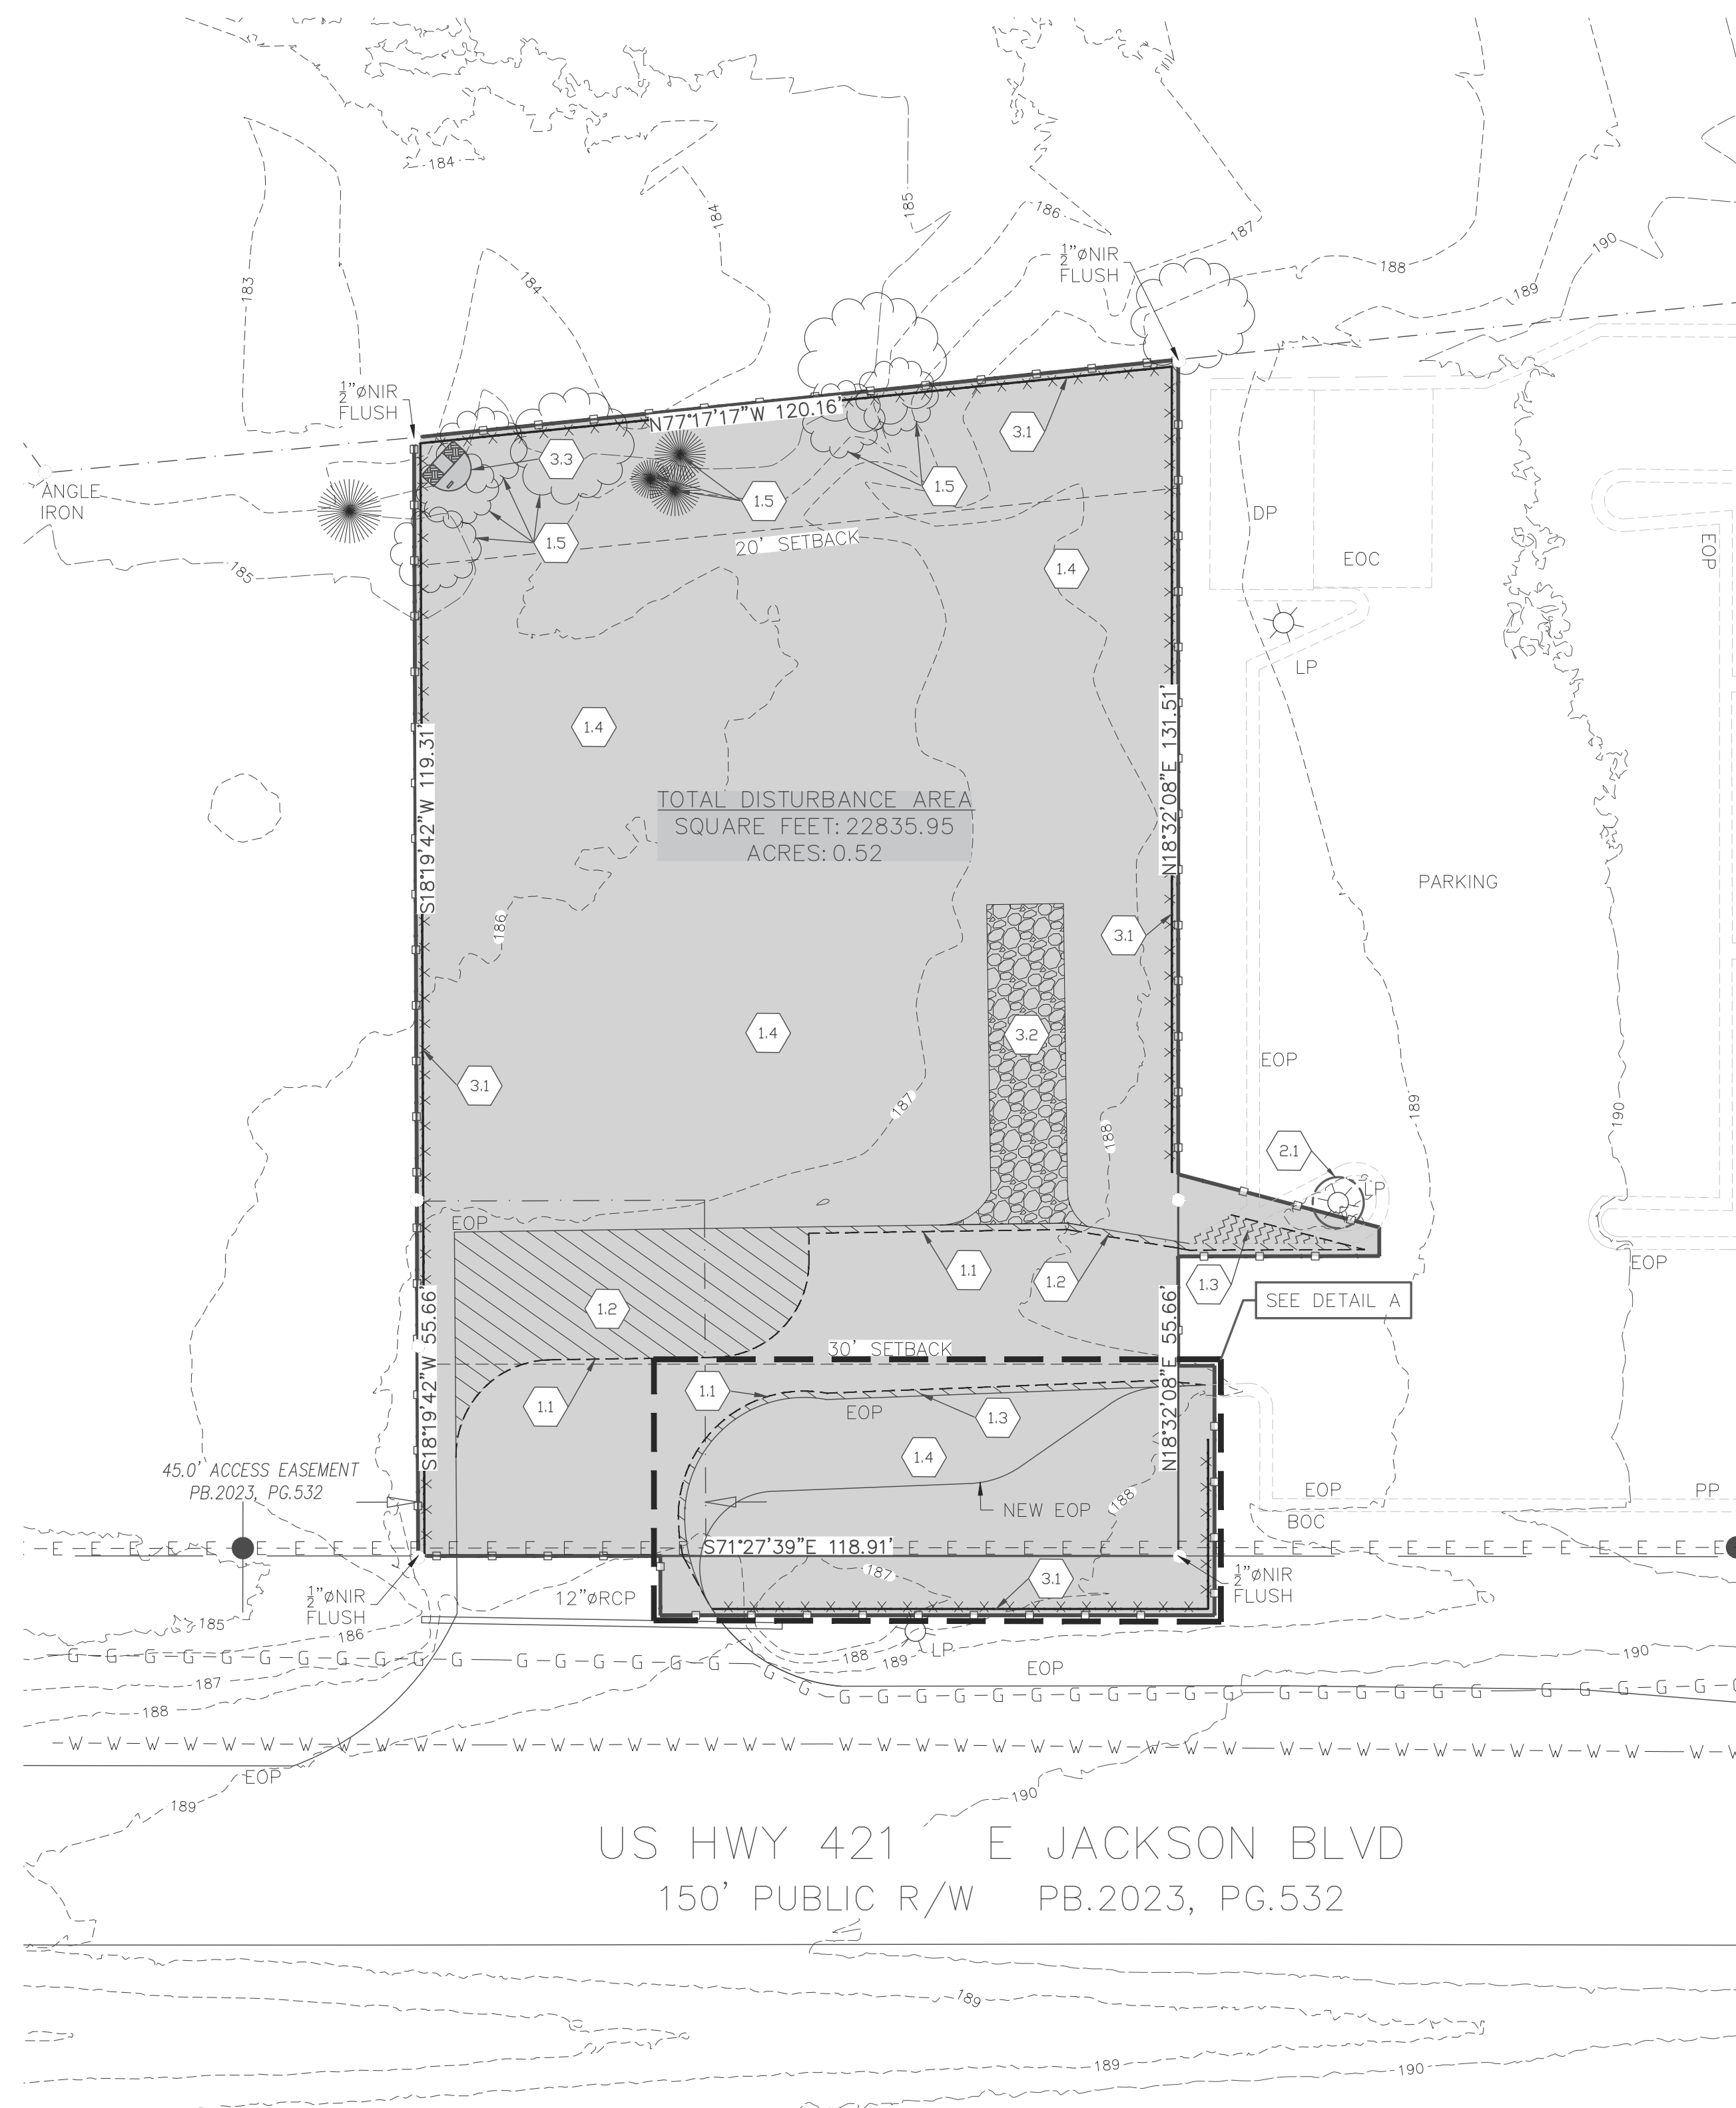 184
185
184
186
187
190
188
189
183
184
½"øNIR
FLUSH
½"øNIR
FLUSH
N77°17'17"W 120.16'
3.1
3.3
1.5
1.5
1.5
ANGLE
IRON
185
20' SETBACK
1.4
DP
EOC
EOP
LP
1.4
S18°19'42"W 119.31'
N18°32'08"E 131.51'
TOTAL DISTURBANCE AREA
SQUARE FEET: 22835.95
ACRES: 0.52
PARKING
186
3.1
1.4
3.2
EOP
3.1
187
188
189
190
2.1
LP
EOP
1.1
1.2
1.3
EOP
1.2
SEE DETAIL A
S18°19'42"W 55.66'
N18°32'08"E 55.66'
30' SETBACK
1.1
1.1
EOP
1.3
1.4
45.0' ACCESS EASEMENT
PB.2023, PG.532
188
NEW EOP
EOP
PP
BOC
E E E E E E E E E E E E E E E E
S71°27'39"E 118.91'
E E E E E E E E E E E E E E E E E E E E E
187
3.1
½"øNIR
FLUSH
½"øNIR
FLUSH
12"øRCP
185
186
LP
188
189
EOP
190
187
188
G G G G G G G G G G G G G G G G G G
G G G G G G G G G G G G G G G G G G G G G G
W W W W W W W W W W W W W W W W W W W W W W W W W W W W W W W W W W W W W W W W W
EOP
189
190
US HWY 421 E JACKSON BLVD
150' PUBLIC R/W PB.2023, PG.532
189
189
190